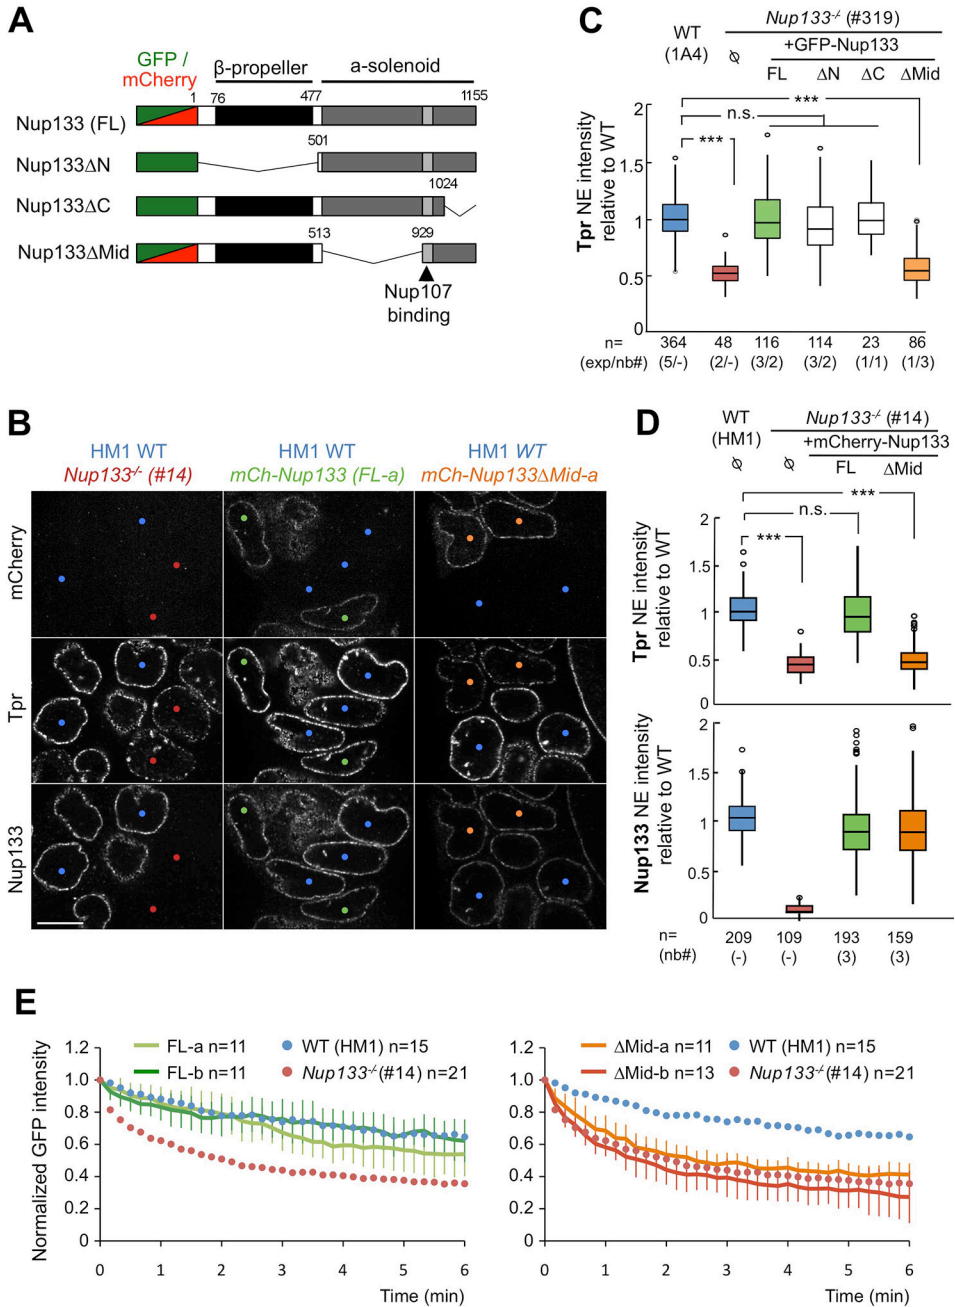 A
GFP /
mCherry
β-propeller
a-solenoid
1 76 477 1155
Nup133 (FL)
501
Nup133ΔN
1024
Nup133ΔC
513 929
Nup133ΔMid
Nup107
binding
C
WT
(1A4)
Nup133-/- (#319)
+GFP-Nup133
FL ΔN ΔC ΔMid
***
n.s.
***
Tpr NE intensity
relative to WT
2
1.5
1
0.5
0
n= 364 48 116 114 23 86
(exp/nb#) (5/-) (2/-) (3/2) (3/2) (1/1) (1/3)
B
HM1 WT HM1 WT HM1 WT
Nup133-/- (#14) mCh-Nup133 (FL-a) mCh-Nup133ΔMid-a
mCherry
Tpr
Nup133
D
WT
(HM1)
Nup133-/- (#14)
+mCherry-Nup133
FL ΔMid
***
n.s.
***
Tpr NE intensity
relative to WT
2
1.5
1
0.5
0
Nup133 NE intensity
relative to WT
2
1.5
1
0.5
0
n= 209 109 193 159
(nb#) (-) (-) (3) (3)
E
Normalized GFP intensity
FL-a n=11 WT (HM1) n=15
FL-b n=11 Nup133-/-(#14) n=21
1.2
1.0
0.8
0.6
0.4
0.2
0
0 1 2 3 4 5 6
Time (min)
ΔMid-a n=11 WT (HM1) n=15
ΔMid-b n=13 Nup133-/-(#14) n=21
1.2
1.0
0.8
0.6
0.4
0.2
0
0 1 2 3 4 5 6
Time (min)